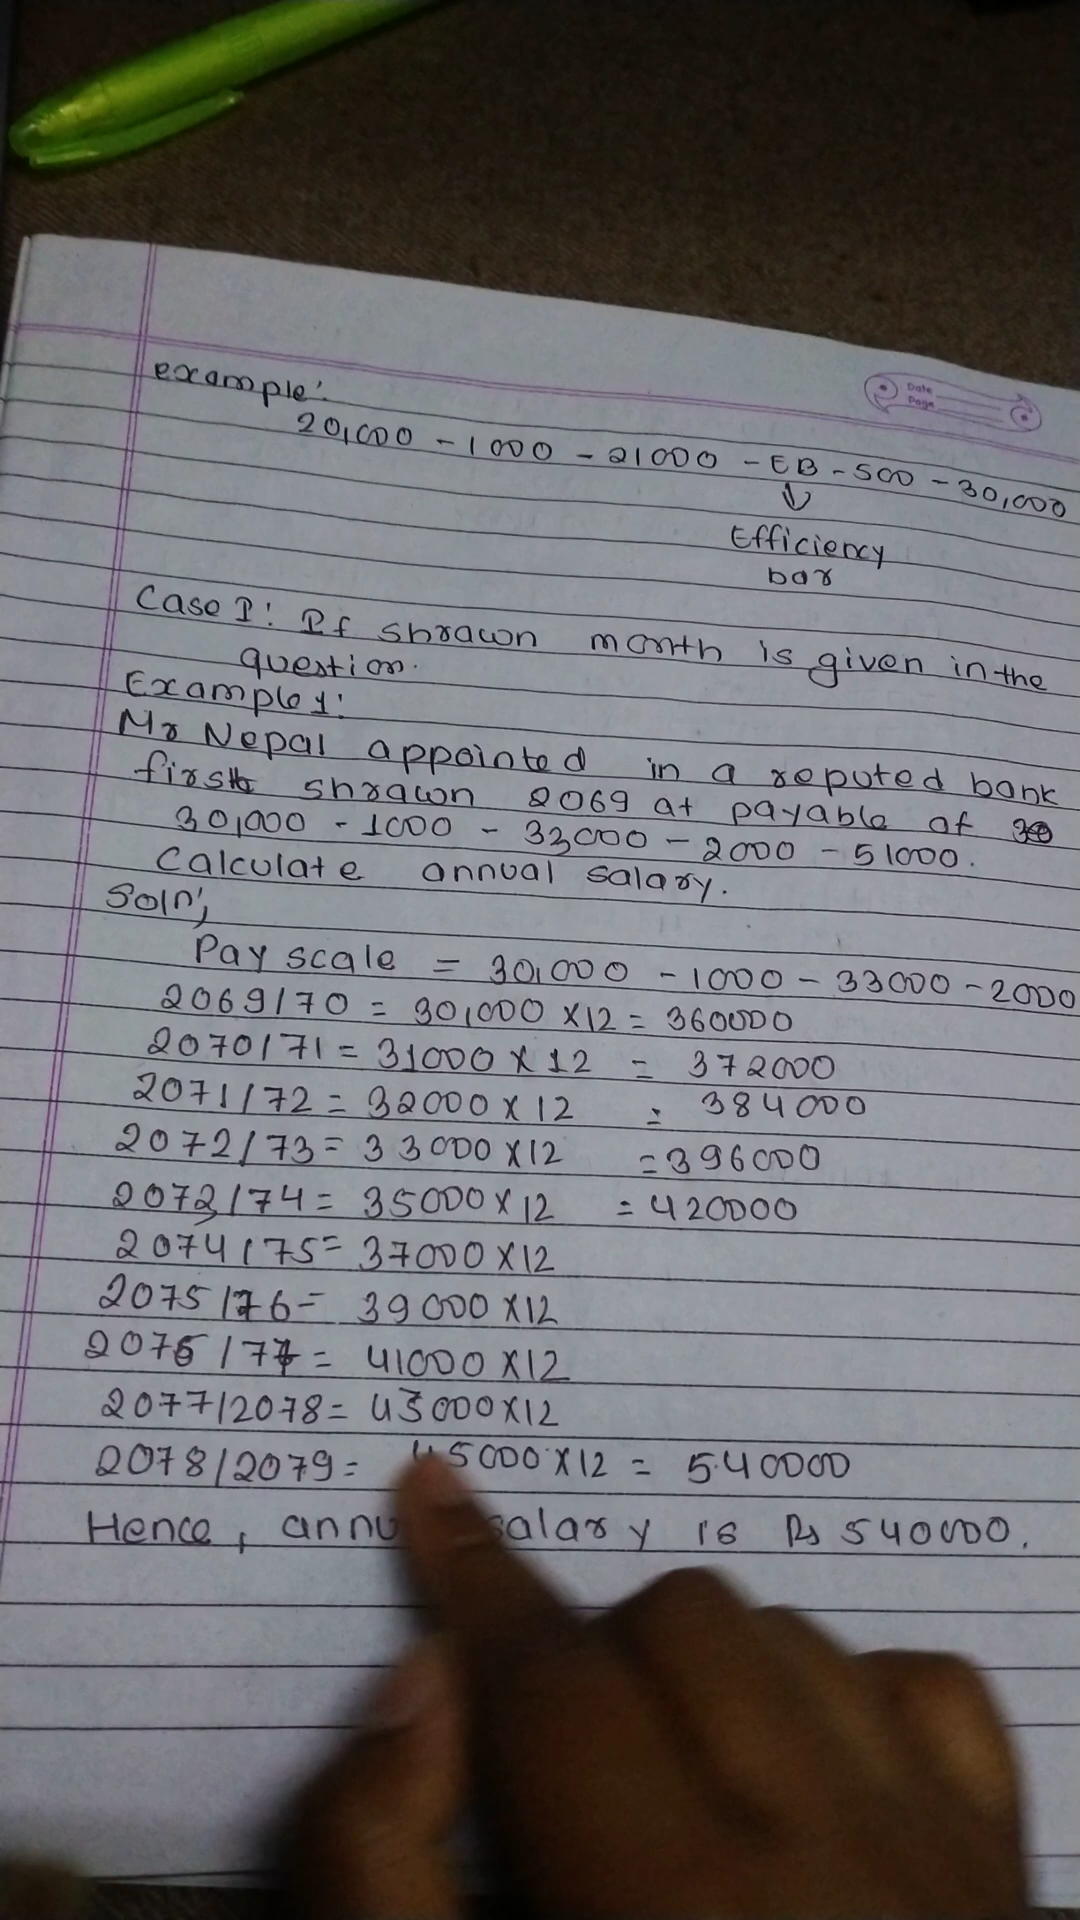 Date
Page
example:
20,000 - 1000 - 21000 - EB - 500 - 30,000
↓
Efficiency
bar
Case I: If shrawn month is given in the
question.
Example 1:
Mr Nepal appointed in a reputed bank
first shrawn 2069 at payable of
30,000 - 1000 - 33000 - 2000 - 51000.
Calculate annual salary.
Soln;
Pay scale = 30,000 - 1000 - 33000 - 2000
2069/70 = 30,000 x 12 = 360000
2070/71 = 31000 x 12 = 372000
2071/72 = 32000 x 12 = 384000
2072/73 = 33000 x 12 = 396000
2073/74 = 35000 x 12 = 420000
2074/75 = 37000 x 12
2075/76 = 39000 x 12
2076/77 = 41000 x 12
2077/2078 = 43000 x 12
2078/2079 = 45000 x 12 = 540000
Hence, annu salary is Rs 540000.